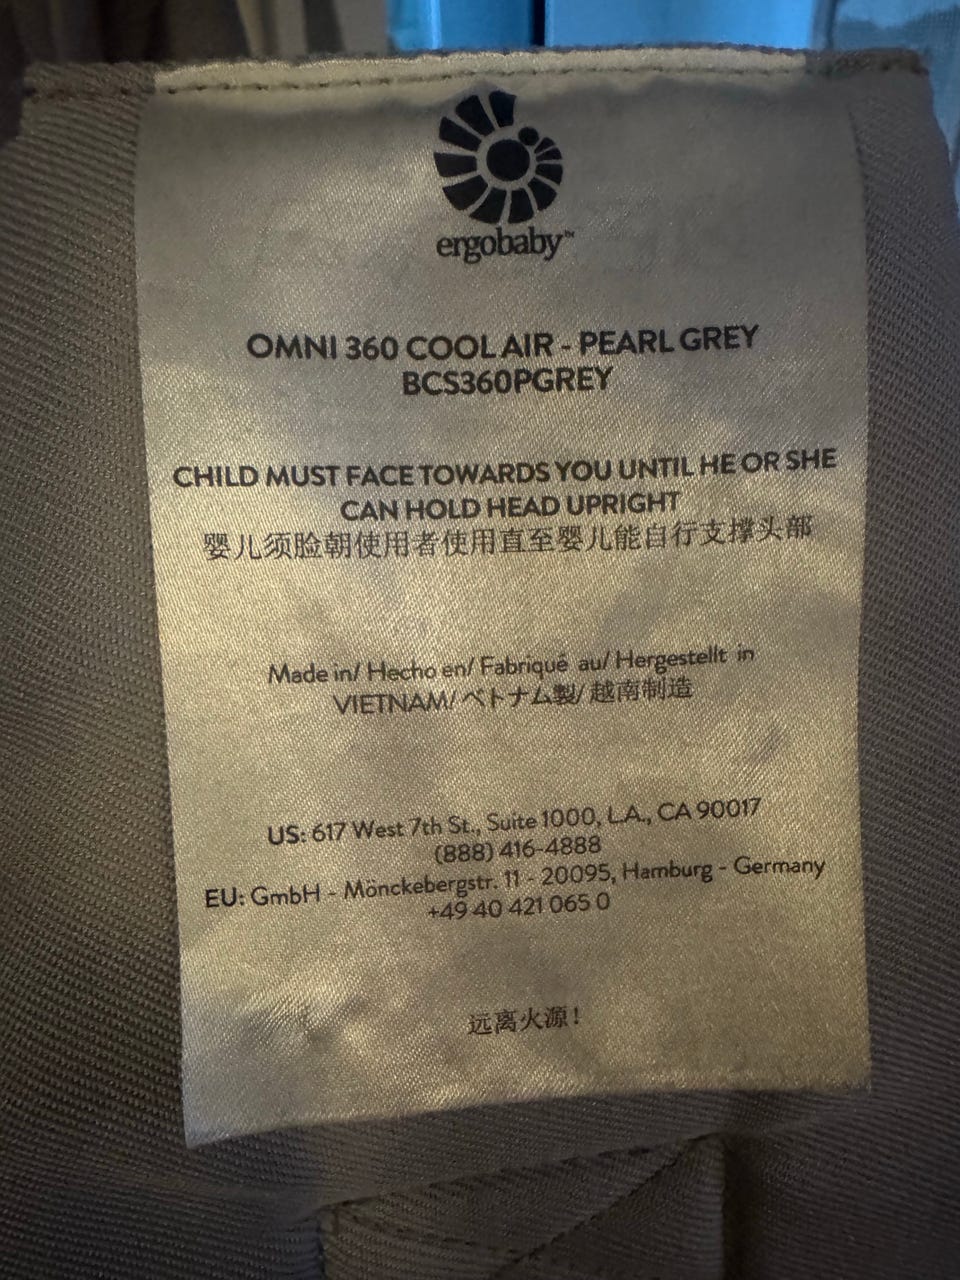 ergobaby™
OMNI 360 COOL AIR - PEARL GREY
BCS360PGREY
CHILD MUST FACE TOWARDS YOU UNTIL HE OR SHE
CAN HOLD HEAD UPRIGHT
婴儿须脸朝使用者使用直至婴儿能自行支撑头部
Made in/ Hecho en/ Fabriqué au/ Hergestellt in
VIETNAM/ベトナム製/ 越南制造
US: 617 West 7th St., Suite 1000, L.A., CA 90017
(888) 416-4888
EU: GmbH - Mönckebergstr. 11 - 20095, Hamburg - Germany
+49 40 421 065 0
远离火源!